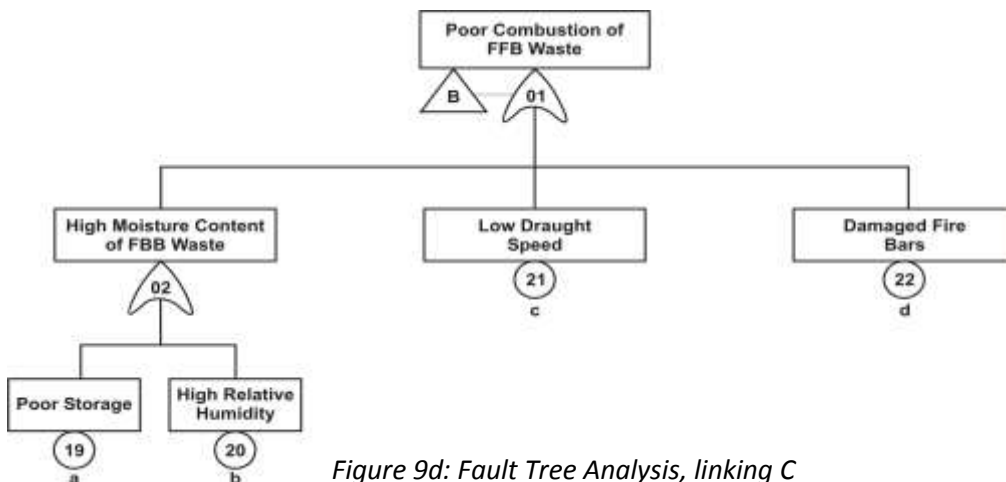 Poor Combustion of
FFB Waste
B
01
High Moisture Content
of FBB Waste
Low Draught
Speed
Damaged Fire
Bars
02
21
c
22
d
Poor Storage
High Relative
Humidity
19
a
20
b
Figure 9d: Fault Tree Analysis, linking C